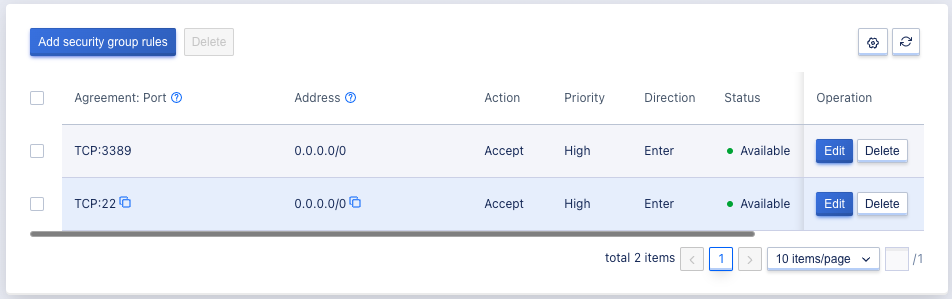 Add security group rules Delete
Agreement: Port Address Action Priority Direction Status Operation
TCP:3389 0.0.0.0/0 Accept High Enter Available Edit Delete
TCP:22 0.0.0.0/0 Accept High Enter Available Edit Delete
total 2 items 1 10 items/page /1